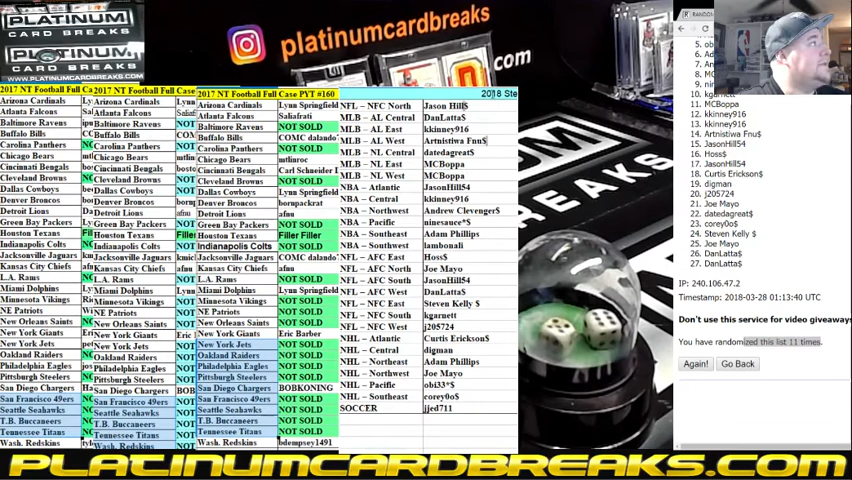 PLATINUM
CARD BREAKS
PLATINUM
CARD BREAKS
WWW.PLATINUMCARDBREAKS.COM
platinumcardbreaks
.com
2017 NT Football Full Case PYT #160
2018 Ste
Arizona Cardinals Lynn Springfield
Atlanta Falcons Saliafrati
Baltimore Ravens NOT SOLD
Buffalo Bills COMC dalando
Carolina Panthers NOT SOLD
Chicago Bears mtlinroc
Cincinnati Bengals Carl Schneider
Cleveland Browns NOT SOLD
Dallas Cowboys Lynn Springfield
Denver Broncos bornpackrat
Detroit Lions afnu
Green Bay Packers NOT SOLD
Houston Texans Filler Filler
Indianapolis Colts NOT SOLD
Jacksonville Jaguars COMC
Kansas City Chiefs afnu
L.A. Rams NOT SOLD
Miami Dolphins NOT SOLD
Minnesota Vikings NOT SOLD
NE Patriots NOT SOLD
New Orleans Saints NOT SOLD
New York Giants Eric Barber
New York Jets NOT SOLD
Oakland Raiders NOT SOLD
Philadelphia Eagles NOT SOLD
Pittsburgh Steelers NOT SOLD
San Diego Chargers BOBKONING
San Francisco 49ers NOT SOLD
Seattle Seahawks NOT SOLD
T.B. Buccaneers NOT SOLD
Tennessee Titans NOT SOLD
Wash. Redskins bdempsey1491
NFL – NFC North Jason Hill$
MLB – AL Central DanLatta$
MLB – AL East kkinney916
MLB – AL West Artnistiwa Fnu$
MLB – NL Central datedagreat$
MLB – NL East MCBoppa
MLB – NL West MCBoppa
NBA – Atlantic JasonHill54
NBA – Central kkinney916
NBA – Northwest Andrew Clevenger$
NBA – Pacific ninesauce*$
NBA – Southeast Adam Phillips
NBA – Southwest lambonali
NFL – AFC East Hoss$
NFL – AFC North Joe Mayo
NFL – AFC South JasonHill54
NFL – AFC West DanLatta$
NFL – NFC East Steven Kelly $
NFL – NFC South kgarnett
NFL – NFC West j205724
NHL – Atlantic Curtis Erickson$
NHL – Central digman
NHL – Northeast Adam Phillips
NHL – Northwest Joe Mayo
NHL – Pacific obi33*$
NHL – Southeast corey0o$
SOCCER jjed711
10. kgarnett
11. MCBoppa
12. kkinney916
13. kkinney916
14. Artnistiwa Fnu$
15. JasonHill54
16. Hoss$
17. JasonHill54
18. Curtis Erickson$
19. digman
20. j205724
21. Joe Mayo
22. datedagreat$
23. corey0o$
24. Steven Kelly $
25. Joe Mayo
26. DanLatta$
27. DanLatta$
IP: 240.106.47.2
Timestamp: 2018-03-28 01:13:40 UTC
Don't use this service for video giveaways
You have randomized this list 11 times.
Again! Go Back
PLATINUMCARDBREAKS.COM